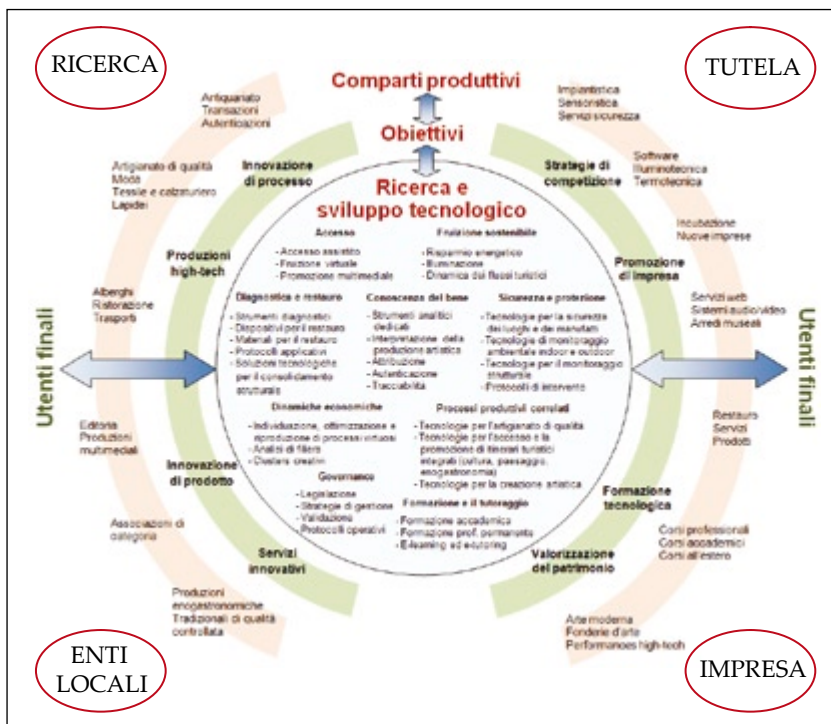 RICERCA
TUTELA
Comparti produttivi
Obiettivi
Ricerca e
sviluppo tecnologico
Antiquariato
Transazioni
Autenticazioni
Artigianato di qualità
Moda
Tessile e calzaturiero
Lapidei
Alberghi
Ristorazione
Trasporti
Editoria
Produzioni
multimediali
Associazioni di
categoria
Produzioni
enogastronomiche
Tradizionali di qualità
controllata
Innovazione
di processo
Produzioni
high-tech
Innovazione
di prodotto
Servizi
innovativi
Utenti finali
Accesso
- Accesso assistito
- Fruizione virtuale
- Promozione multimediale
Fruizione sostenibile
- Risparmio energetico
- Illuminazione
- Dinamica dei flussi turistici
Diagnostica e restauro
- Strumenti diagnostici
- Dispositivi per il restauro
- Materiali per il restauro
- Protocolli applicativi
- Soluzioni tecnologiche
per il consolidamento
strutturale
Conoscenza del bene
- Strumenti analitici
dedicati
- Interpretazione della
produzione artistica
- Attribuzione
- Autenticazione
- Tracciabilità
Sicurezza e protezione
- Tecnologie per la sicurezza
dei luoghi e dei manufatti
- Tecnologie di monitoraggio
ambientale indoor e outdoor
- Tecnologie per il monitoraggio
strutturale
- Protocolli di intervento
Dinamiche economiche
- Individuazione, ottimizzazione e
riproduzione di processi virtuosi
- Analisi di filiera
- Clusters creativi
Processi produttivi correlati
- Tecnologie per l'artigianato di qualità
- Tecnologie per l'accesso e la
promozione di itinerari turistici
integrati (cultura, paesaggio,
enogastronomia)
- Tecnologie per la creazione artistica
Governance
- Legislazione
- Strategie di gestione
- Validazione
- Protocolli operativi
Formazione e il tutoraggio
- Formazione accademica
- Formazione prof. permanente
- E-learning ed edutoring
Strategie di
competizione
Promozione
di impresa
Formazione
tecnologica
Valorizzazione
del patrimonio
Impiantistica
Sensoristica
Servizi sicurezza
Software
Illuminotecnica
Termotecnica
Incubazione
Nuove imprese
Servizi web
Sistemi audio/video
Arredi museali
Restauro
Servizi
Prodotti
Corsi professionali
Corsi accademici
Corsi all'estero
Arte moderna
Fonderie d'arte
Performances high-tech
Utenti finali
ENTI
LOCALI
IMPRESA